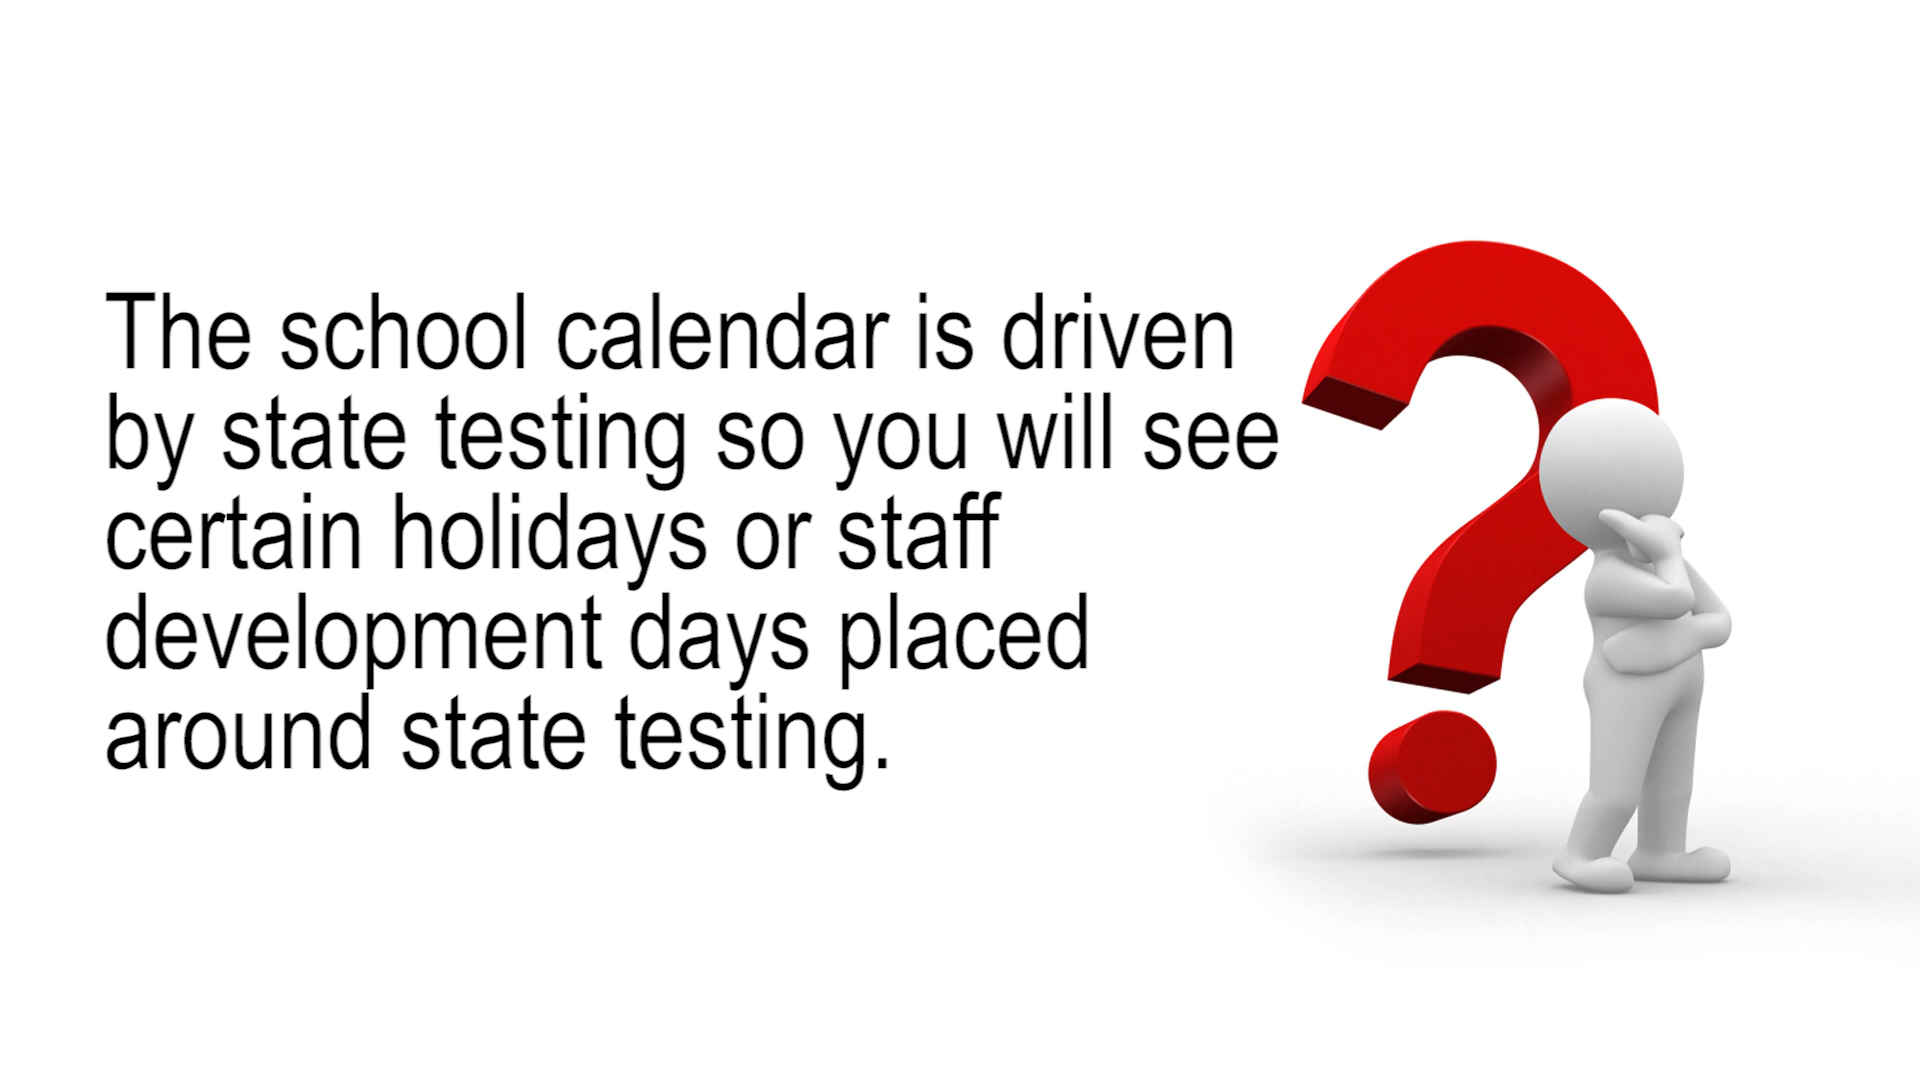 The school calendar is driven
by state testing so you will see
certain holidays or staff
development days placed
around state testing.